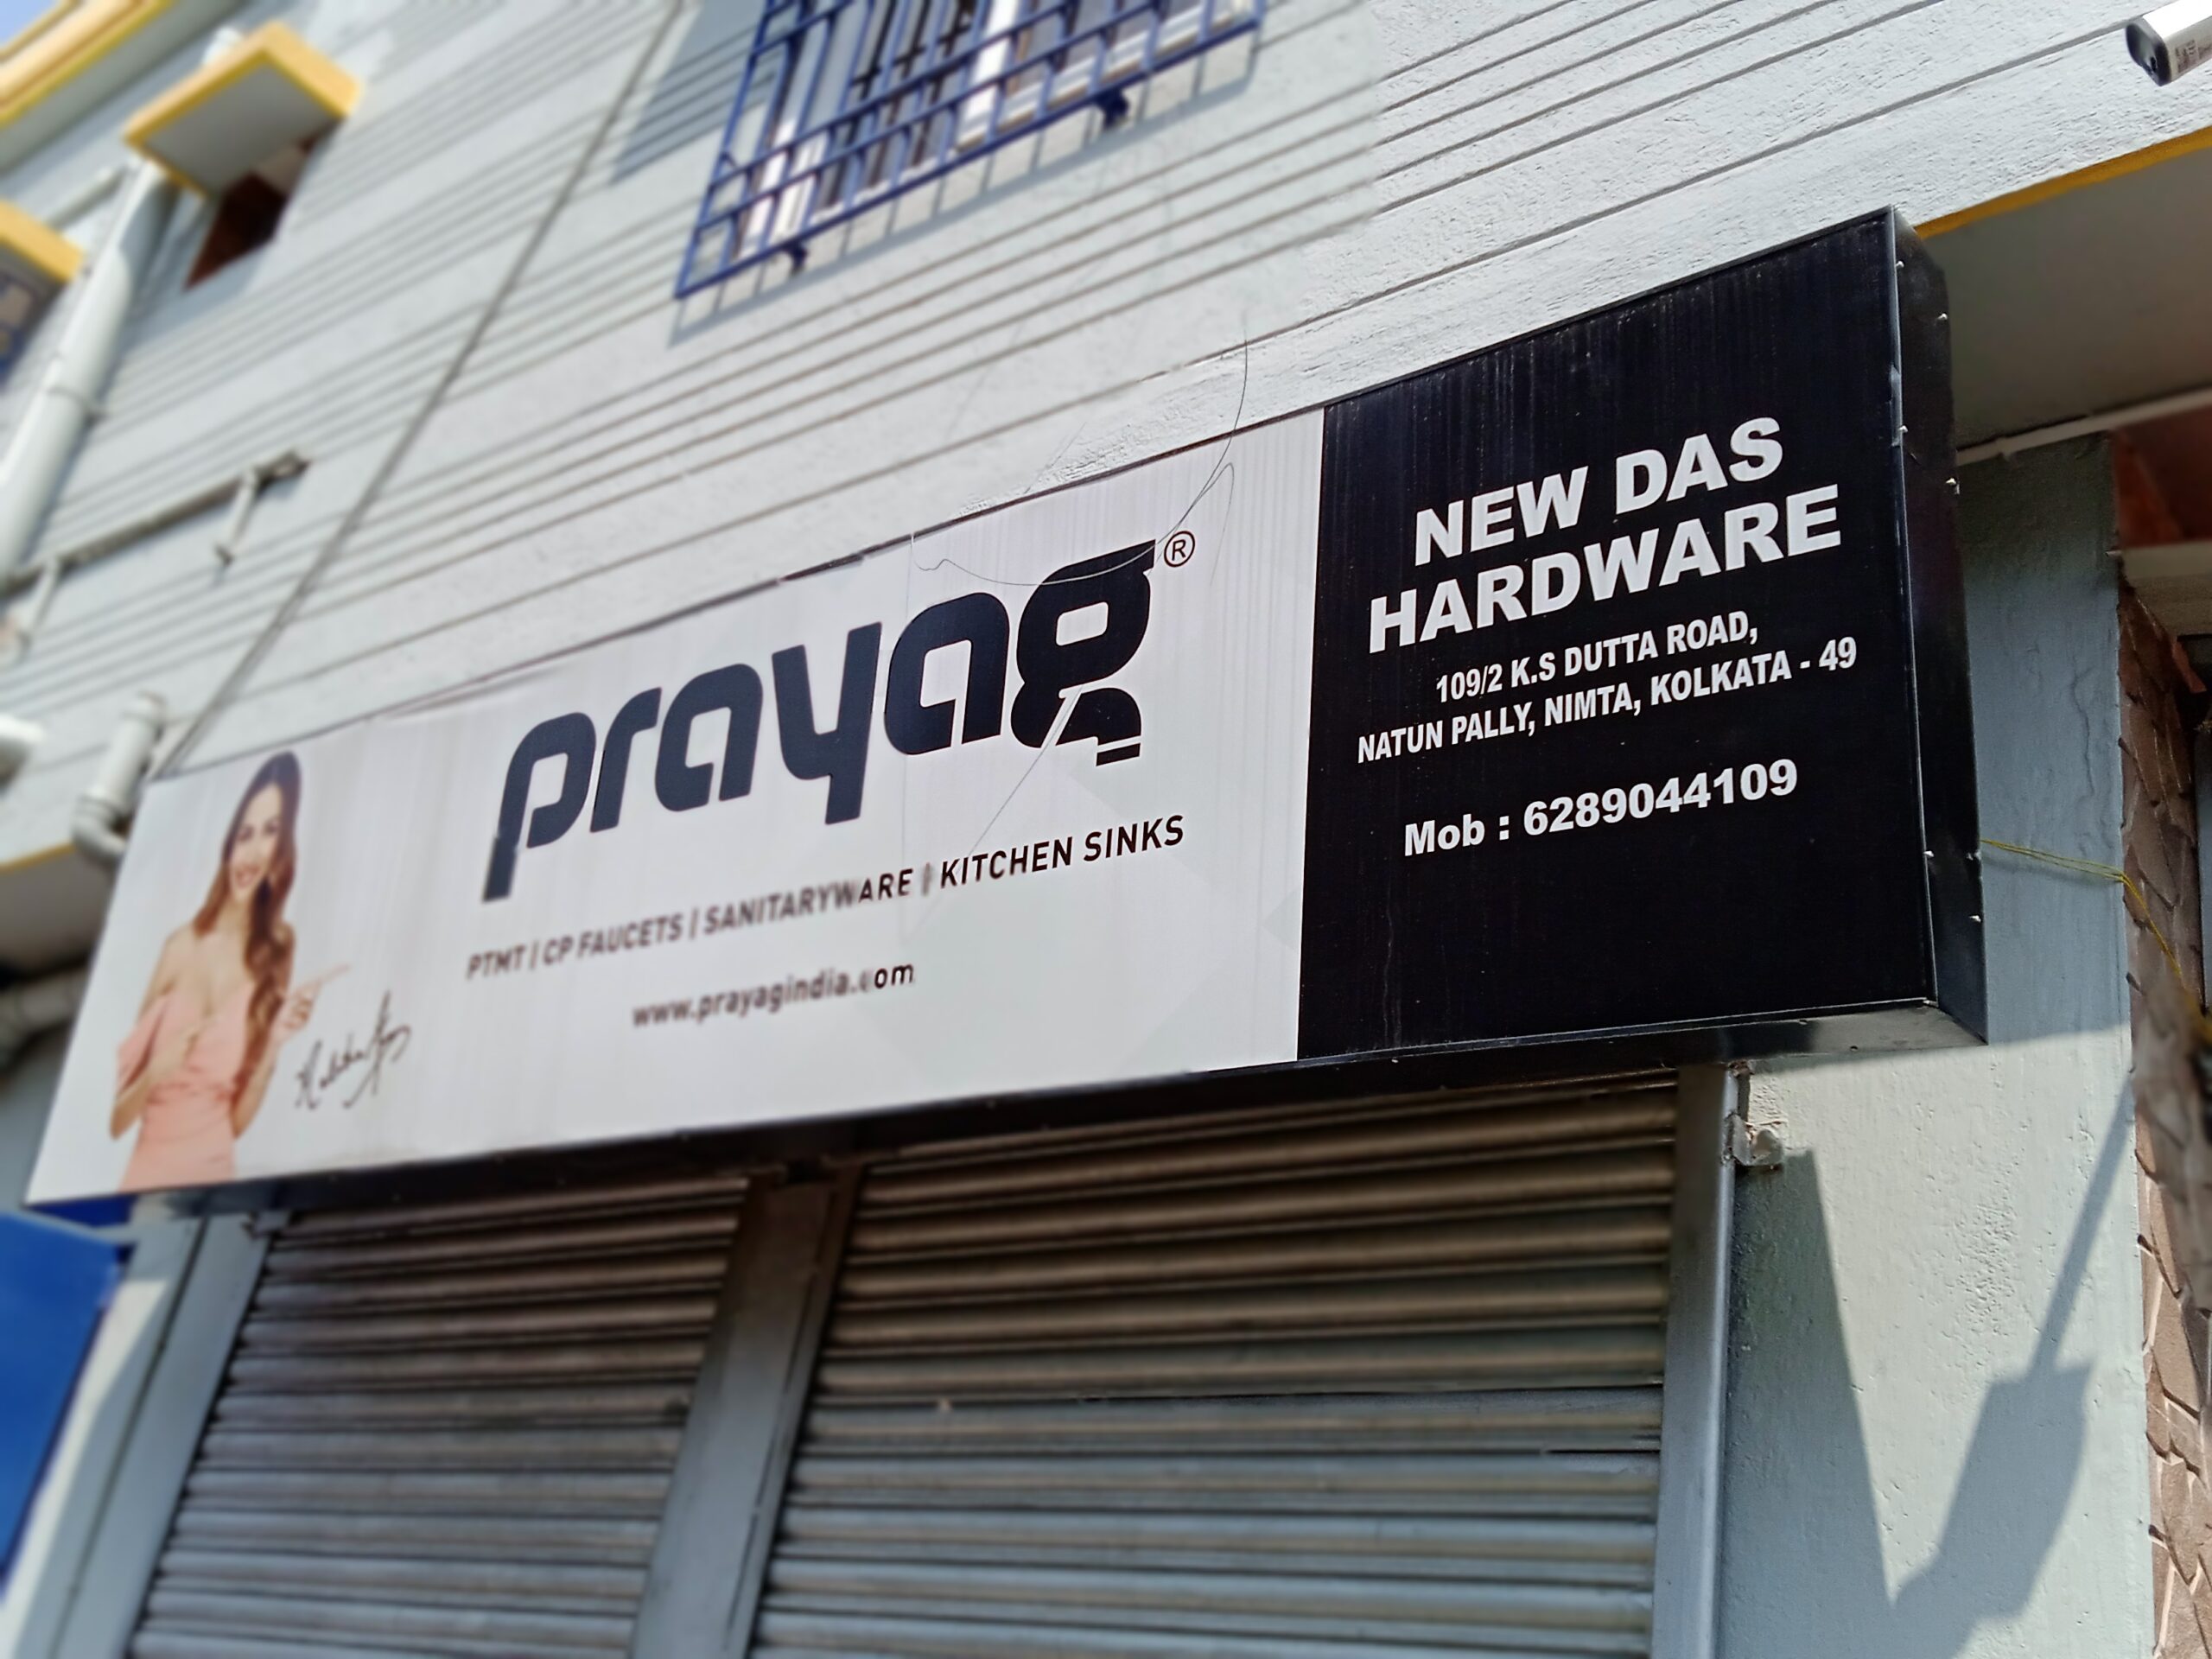 prayag®
PTMT | CP FAUCETS | SANITARYWARE | KITCHEN SINKS
www.prayagindia.com
NEW DAS
HARDWARE
109/2 K.S DUTTA ROAD,
NATUN PALLY, NIMTA, KOLKATA - 49
Mob : 6289044109